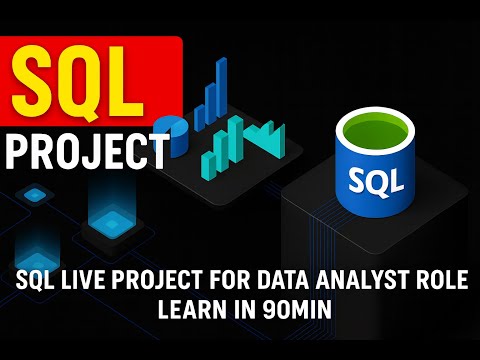 SQL
PROJECT
SQL
SQL LIVE PROJECT FOR DATA ANALYST ROLE
LEARN IN 90MIN